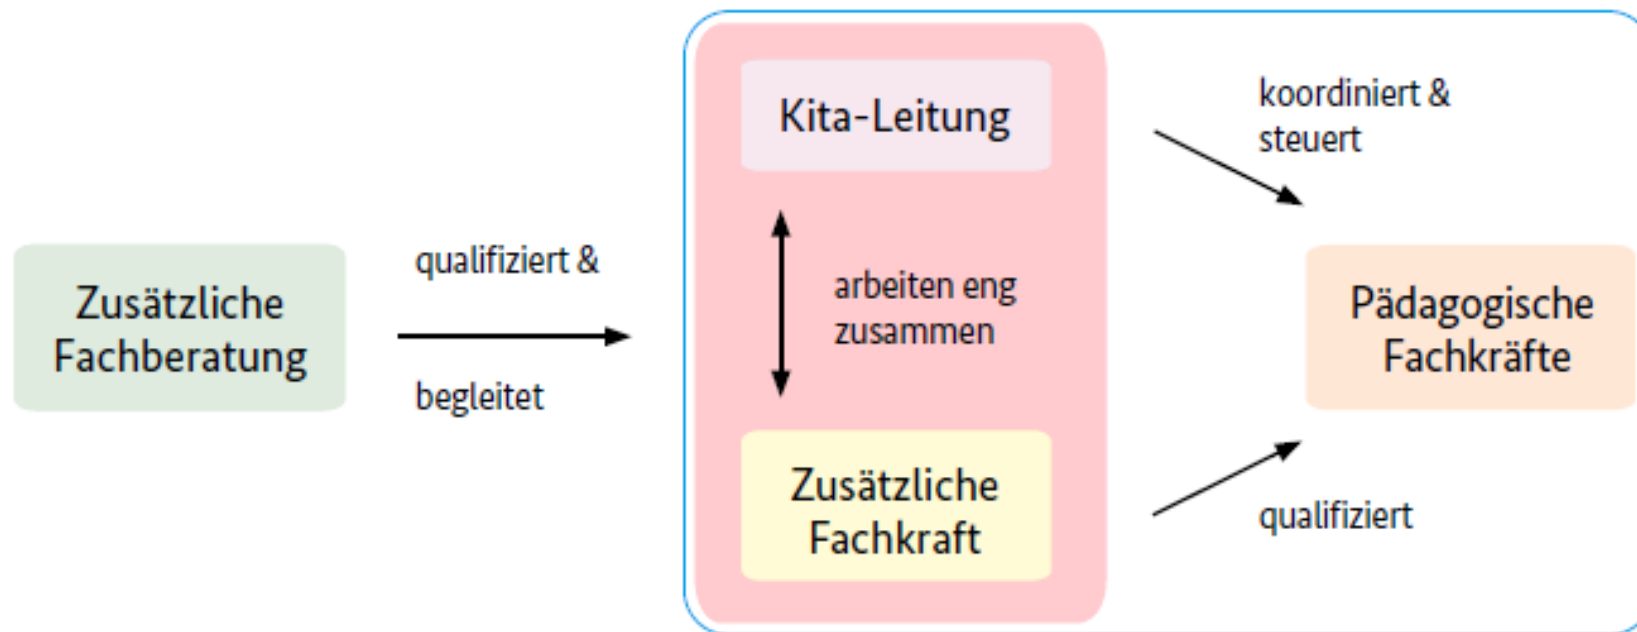 Zusätzliche
Fachberatung
qualifiziert &
begleitet
Kita-Leitung
arbeiten eng
zusammen
Zusätzliche
Fachkraft
koordiniert &
steuert
Pädagogische
Fachkräfte
qualifiziert